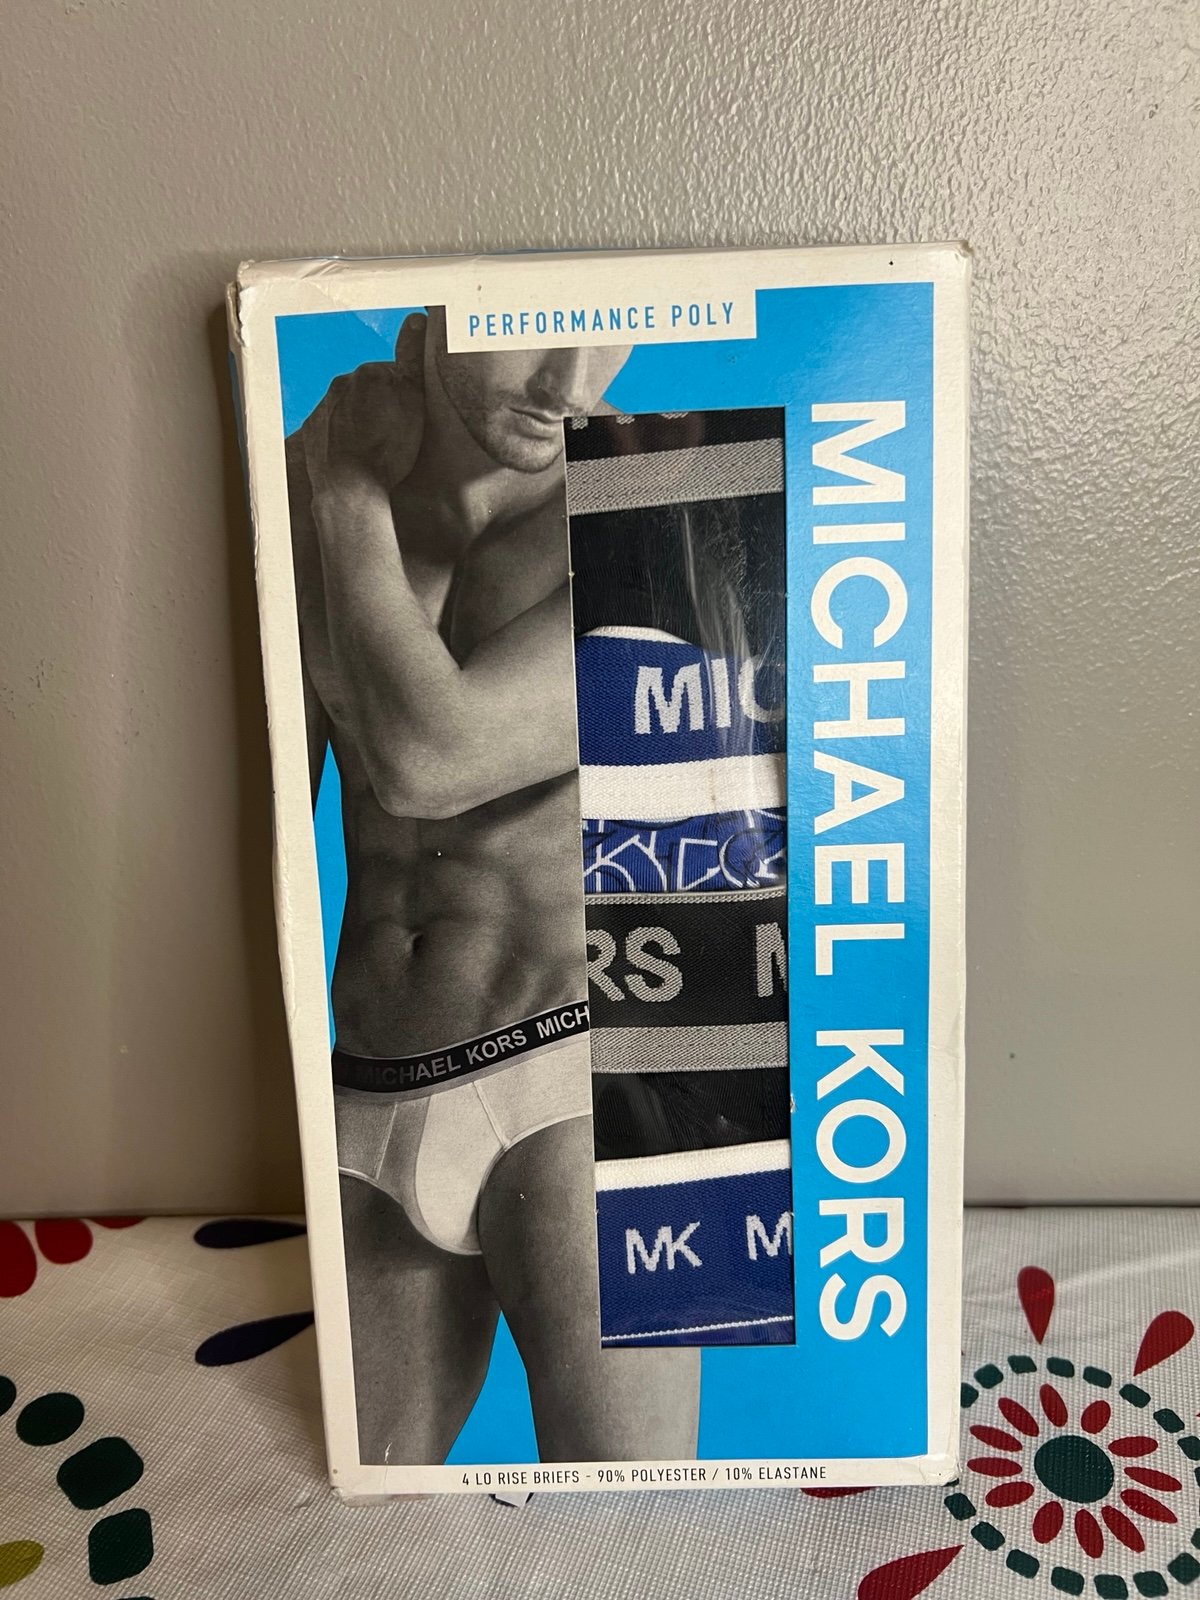 PERFORMANCE POLY
MICHAEL KORS
MIC
RS M
MICHAEL KORS MICH
MK M
4 LO RISE BRIEFS - 90% POLYESTER / 10% ELASTANE